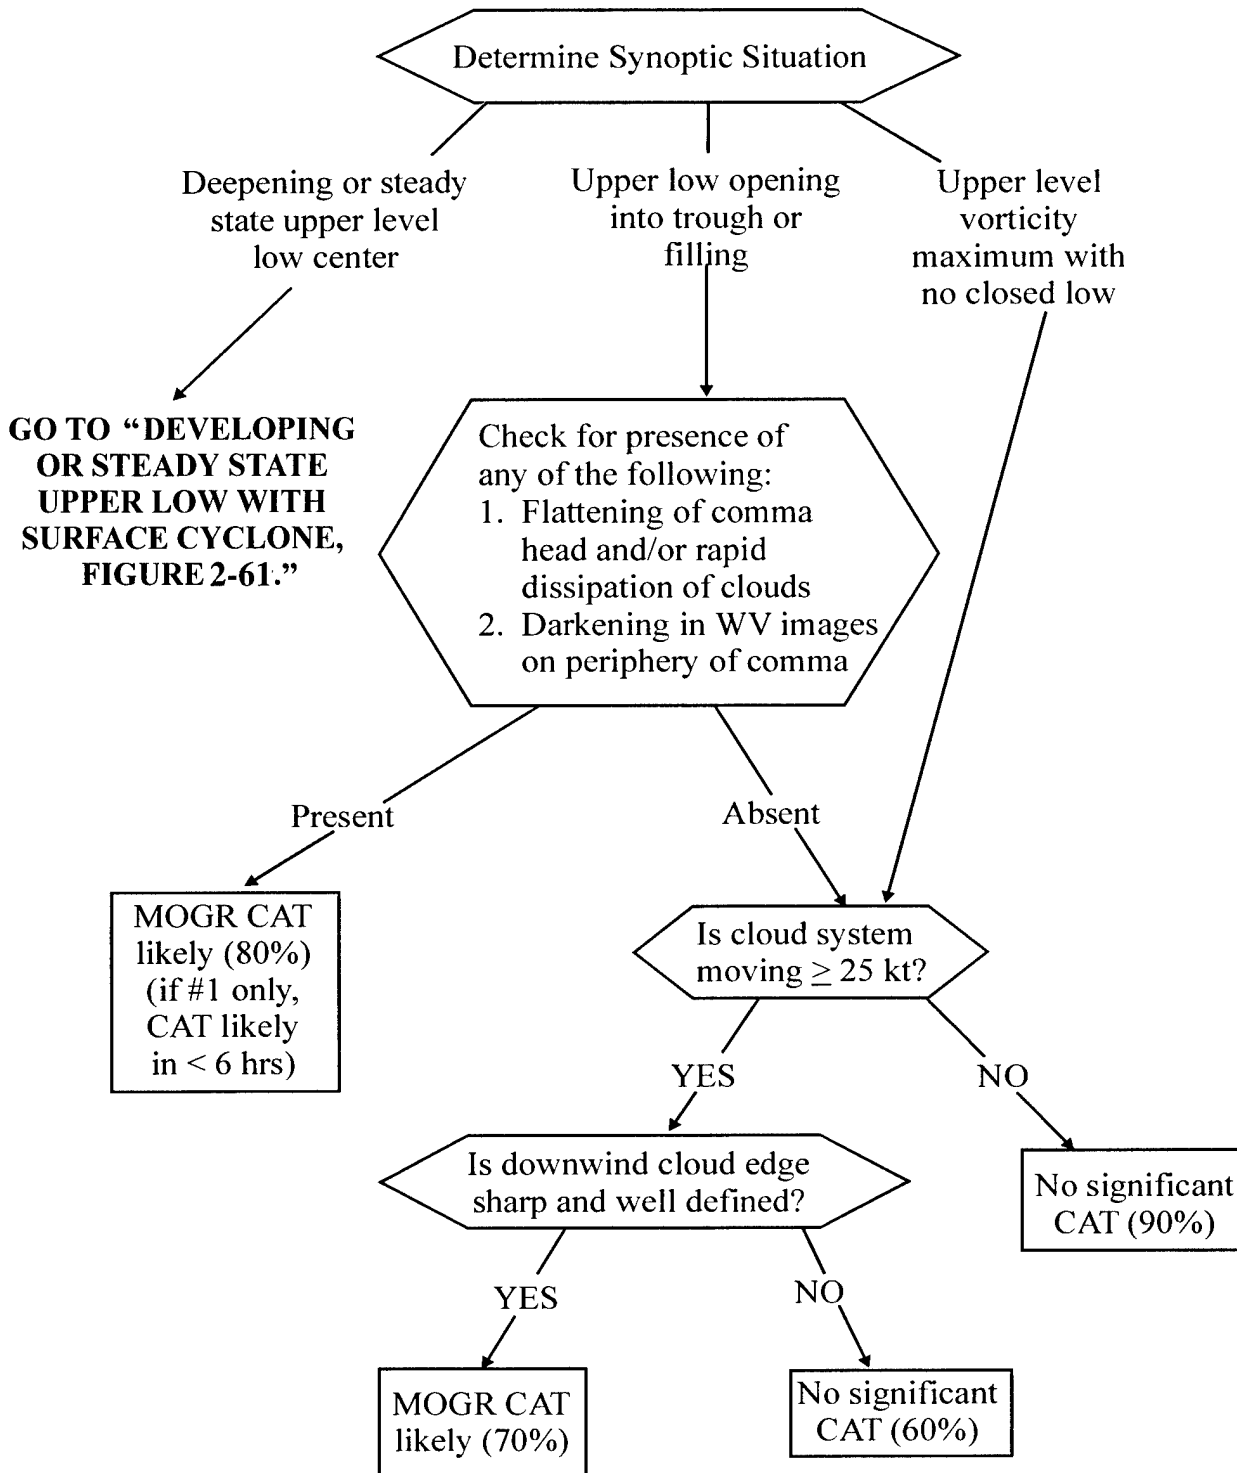 Determine Synoptic Situation
Deepening or steady
state upper level
low center
Upper low opening
into trough or
filling
Upper level
vorticity
maximum with
no closed low
GO TO “DEVELOPING
OR STEADY STATE
UPPER LOW WITH
SURFACE CYCLONE,
FIGURE 2-61.”
Check for presence of
any of the following:
1. Flattening of comma
head and/or rapid
dissipation of clouds
2. Darkening in WV images
on periphery of comma
Present
Absent
MOGR CAT
likely (80%)
(if #1 only,
CAT likely
in < 6 hrs)
Is cloud system
moving ≥ 25 kt?
YES
NO
Is downwind cloud edge
sharp and well defined?
No significant
CAT (90%)
YES
NO
MOGR CAT
likely (70%)
No significant
CAT (60%)